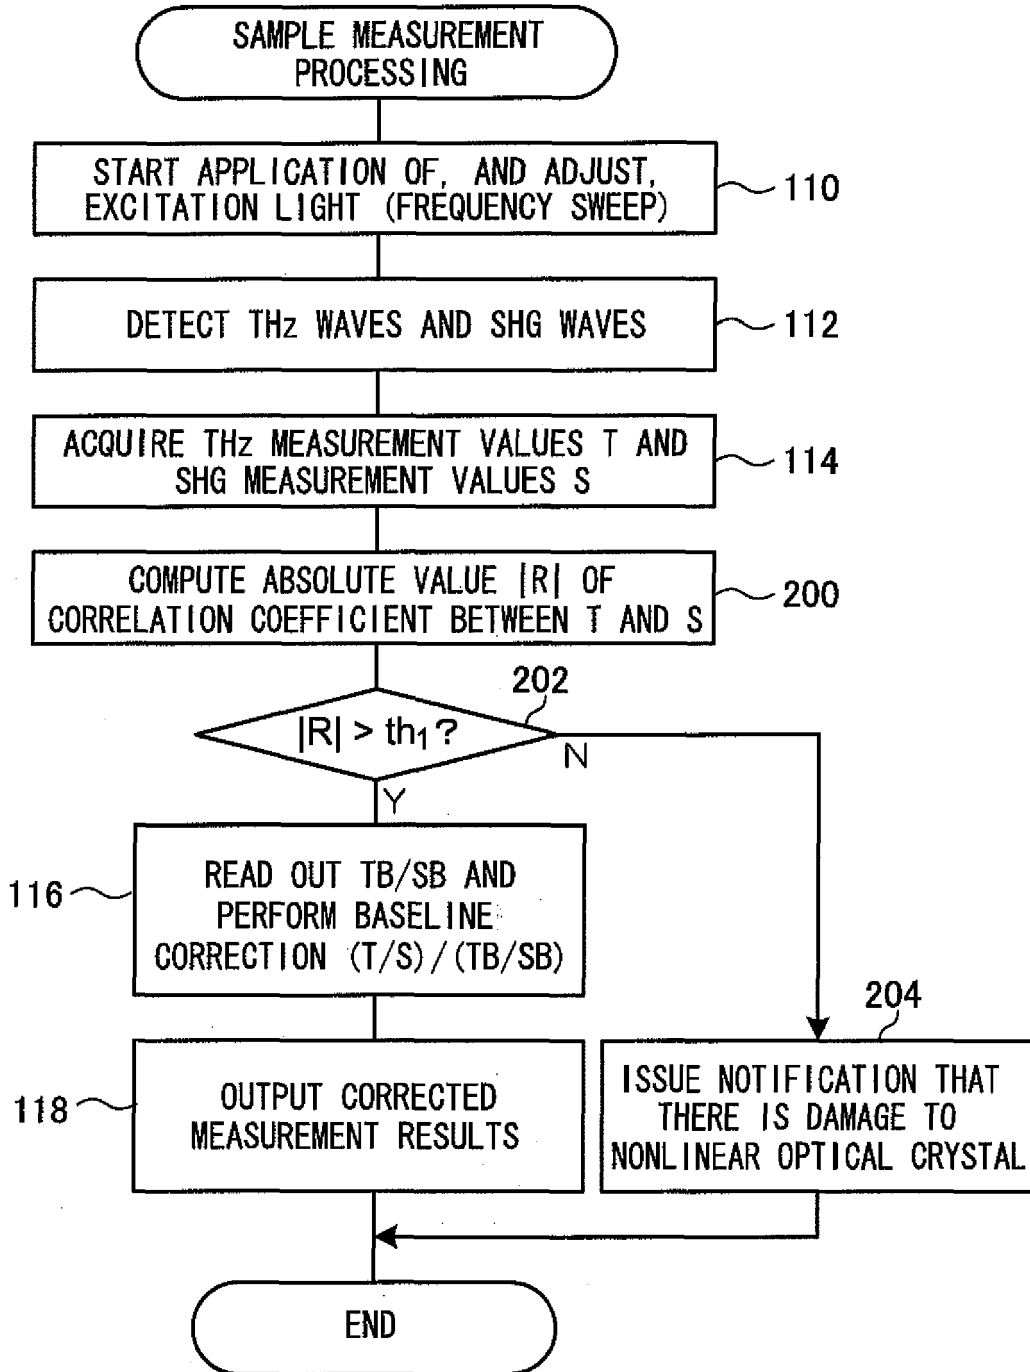 SAMPLE MEASUREMENT
PROCESSING
START APPLICATION OF, AND ADJUST,
EXCITATION LIGHT (FREQUENCY SWEEP)
110
DETECT THz WAVES AND SHG WAVES
112
ACQUIRE THz MEASUREMENT VALUES T AND
SHG MEASUREMENT VALUES S
114
COMPUTE ABSOLUTE VALUE |R| OF
CORRELATION COEFFICIENT BETWEEN T AND S
200
202
|R| > th₁ ?
N
Y
116
READ OUT TB/SB AND
PERFORM BASELINE
CORRECTION (T/S)/(TB/SB)
204
118
OUTPUT CORRECTED
MEASUREMENT RESULTS
ISSUE NOTIFICATION THAT
THERE IS DAMAGE TO
NONLINEAR OPTICAL CRYSTAL
END